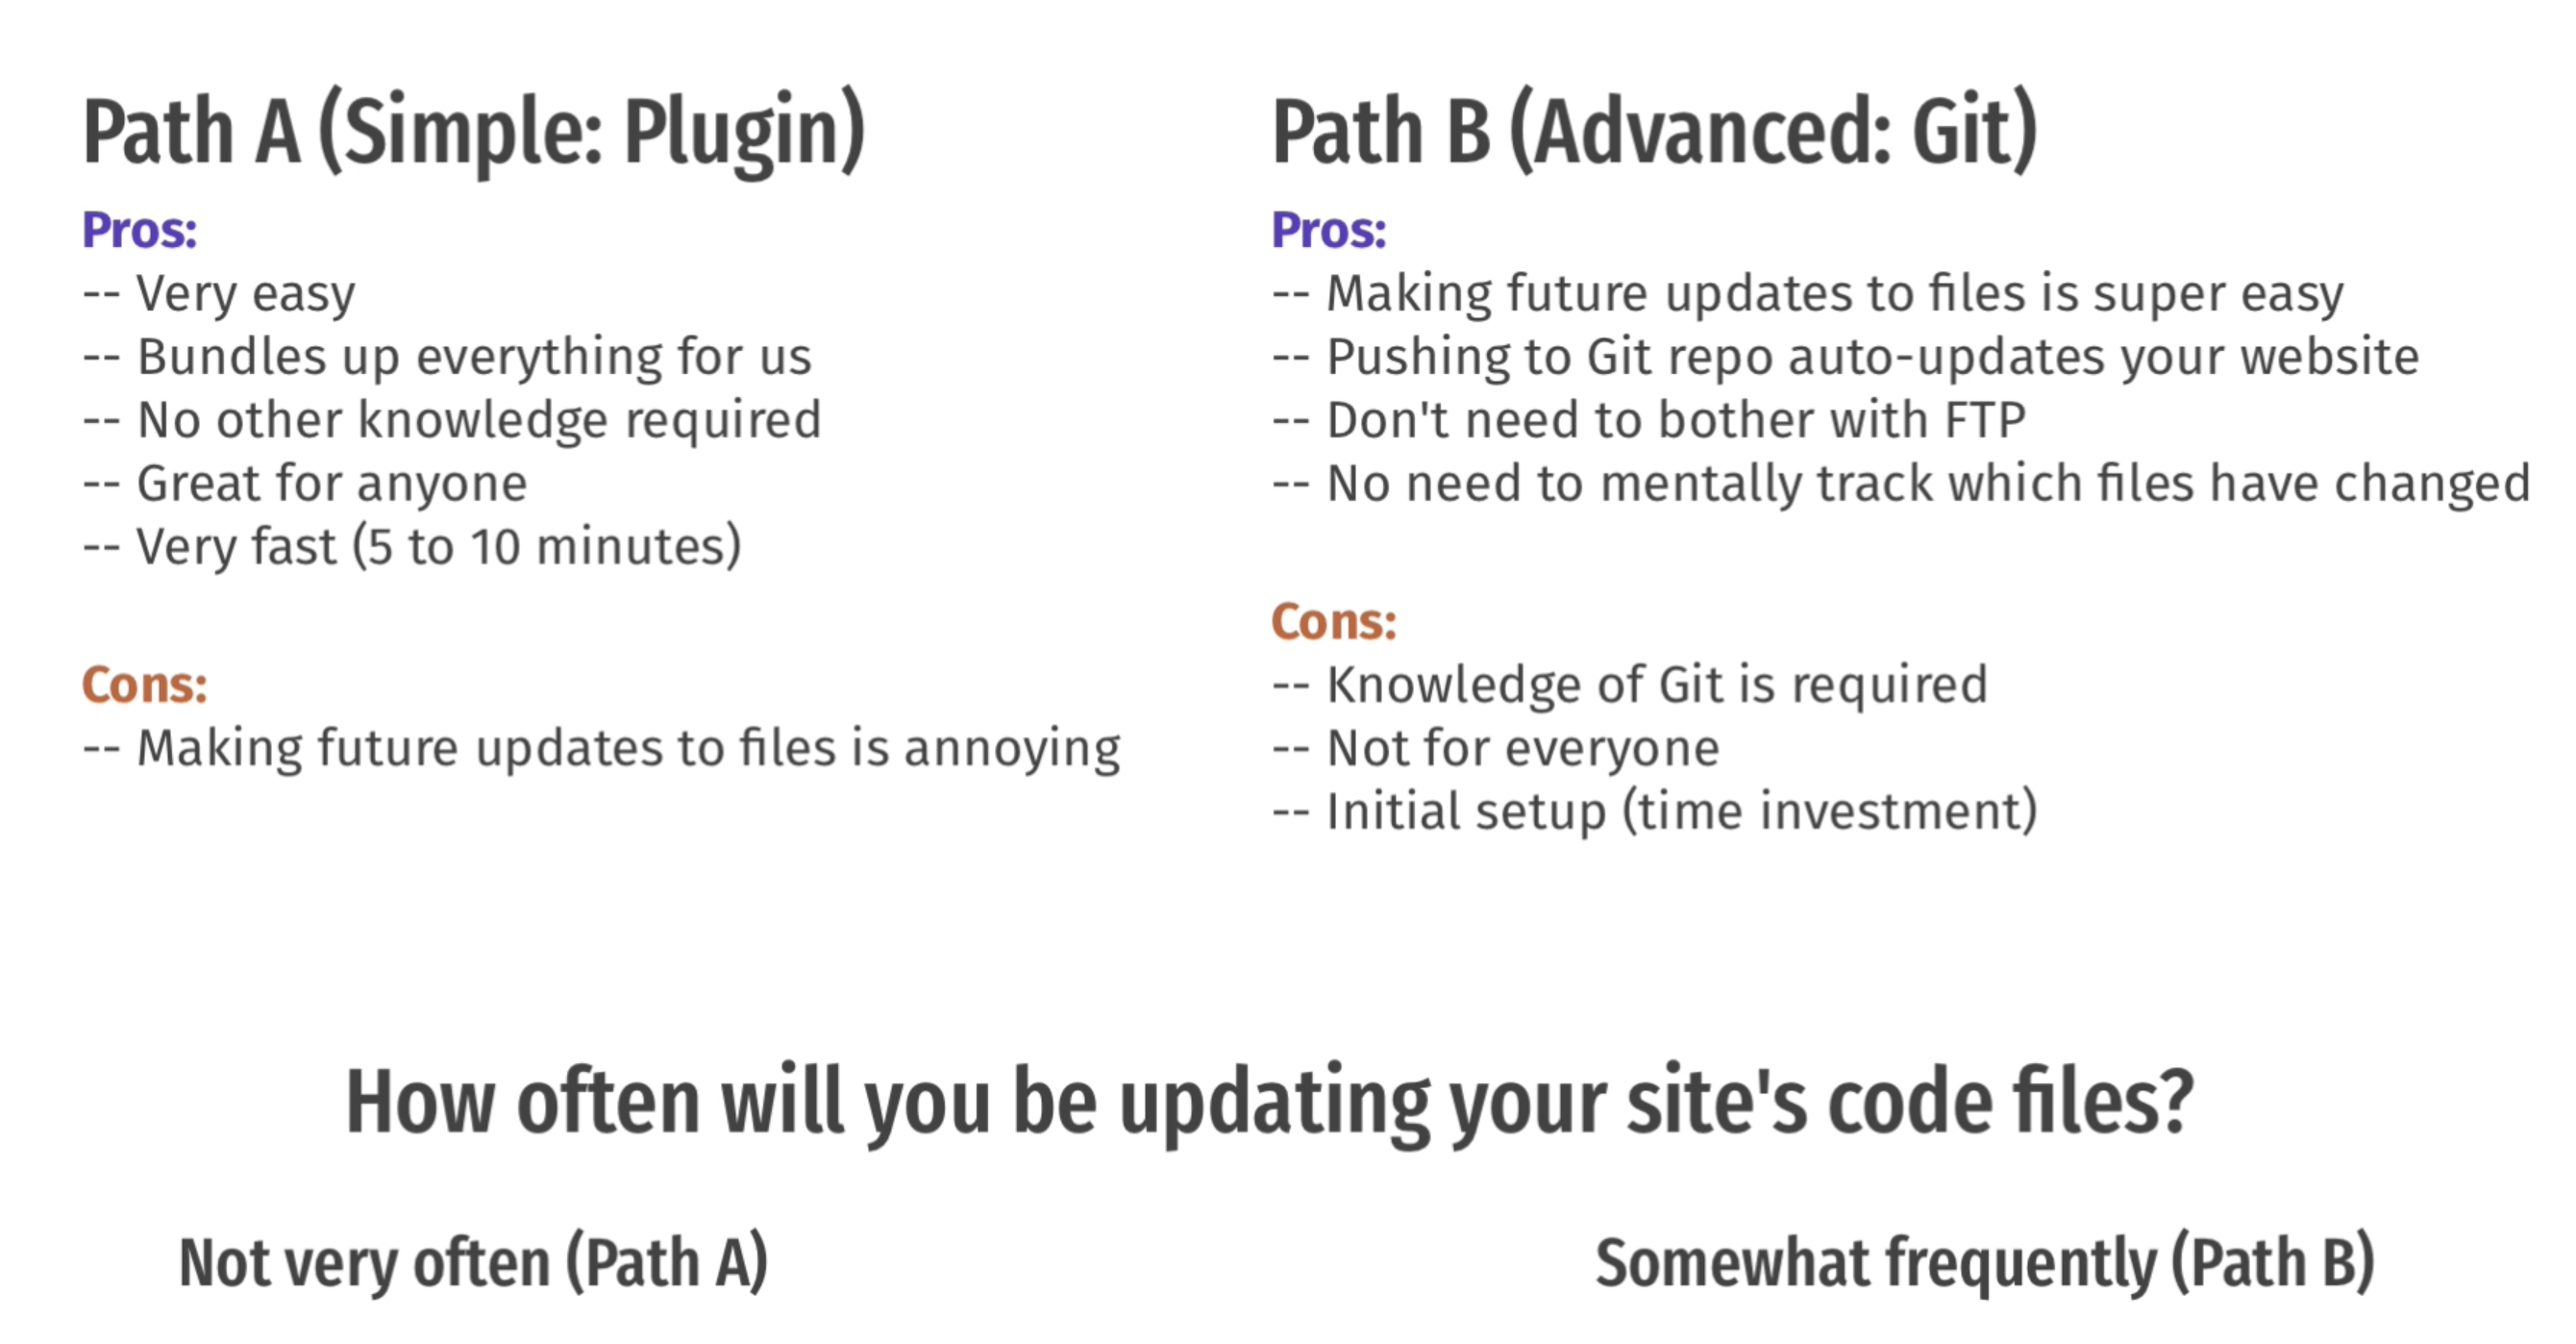 Path A (Simple: Plugin)
Pros:
-- Very easy
-- Bundles up everything for us
-- No other knowledge required
-- Great for anyone
-- Very fast (5 to 10 minutes)
Cons:
-- Making future updates to files is annoying
Path B (Advanced: Git)
Pros:
-- Making future updates to files is super easy
-- Pushing to Git repo auto-updates your website
-- Don't need to bother with FTP
-- No need to mentally track which files have changed
Cons:
-- Knowledge of Git is required
-- Not for everyone
-- Initial setup (time investment)
How often will you be updating your site's code files?
Not very often (Path A)
Somewhat frequently (Path B)